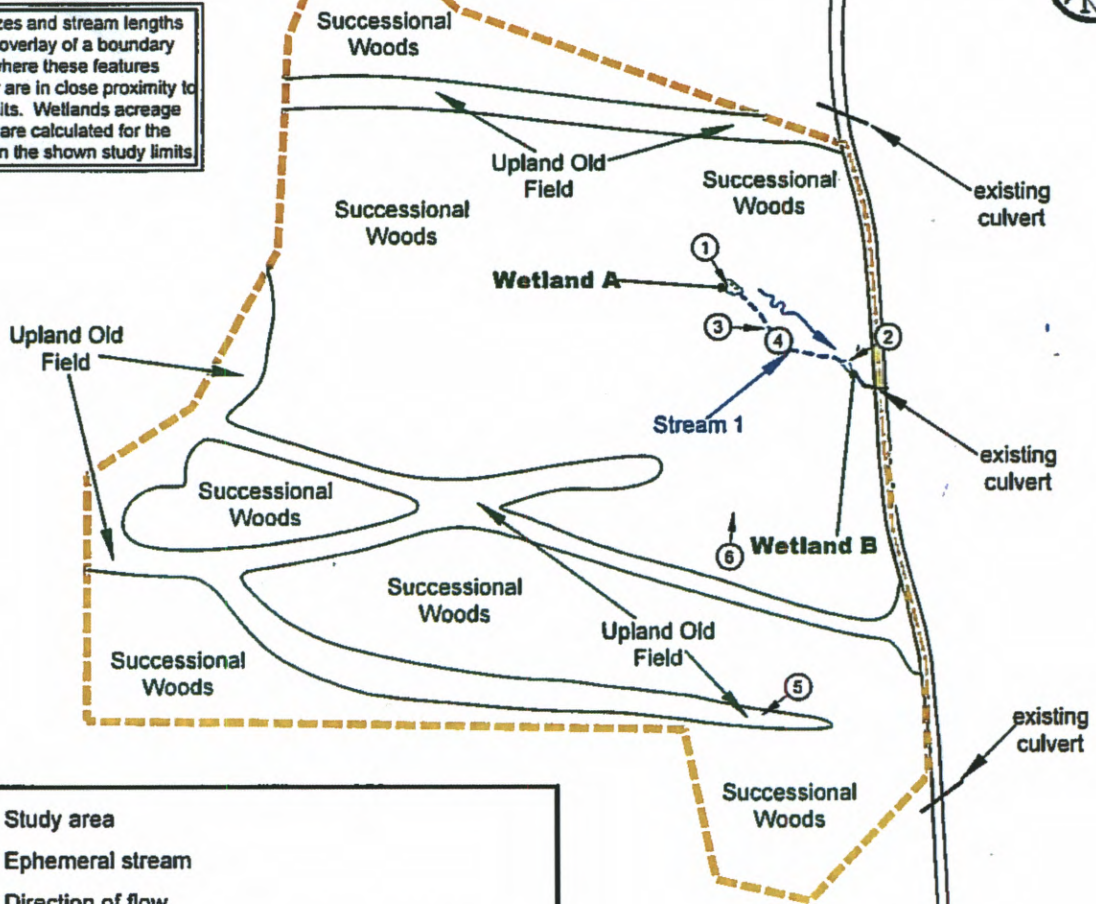 zes and stream lengths
overlay of a boundary
where these features
are in close proximity to
its. Wetlands acreage
are calculated for the
n the shown study limits.
N
Successional
Woods
Upland Old
Field
existing
culvert
Successional
Woods
Successional
Woods
1
Wetland A
3
4
2
Upland Old
Field
Stream 1
existing
culvert
Successional
Woods
6
Wetland B
Successional
Woods
Upland Old
Field
Successional
Woods
5
existing
culvert
Successional
Woods
Study area
Ephemeral stream
Direction of flow